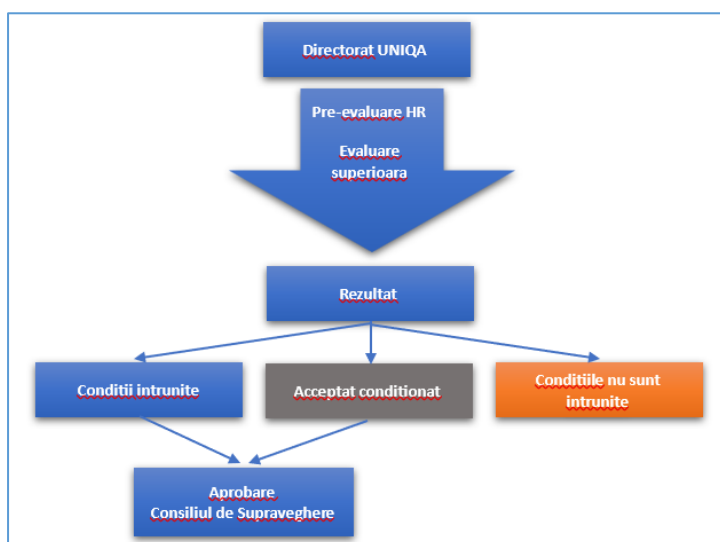 Directorat UNIQA
Pre-evaluare HR
Evaluare
superioara
Rezultat
Conditii intrunite
Acceptat conditionat
Conditiile nu sunt
intrunite
Aprobare
Consiliul de Supraveghere